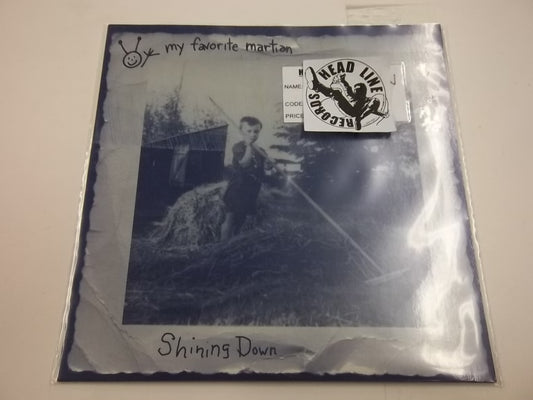 my favorite martian
HEAD LINE
RECORDS
NAME:
CODE
PRICE
Shining Down